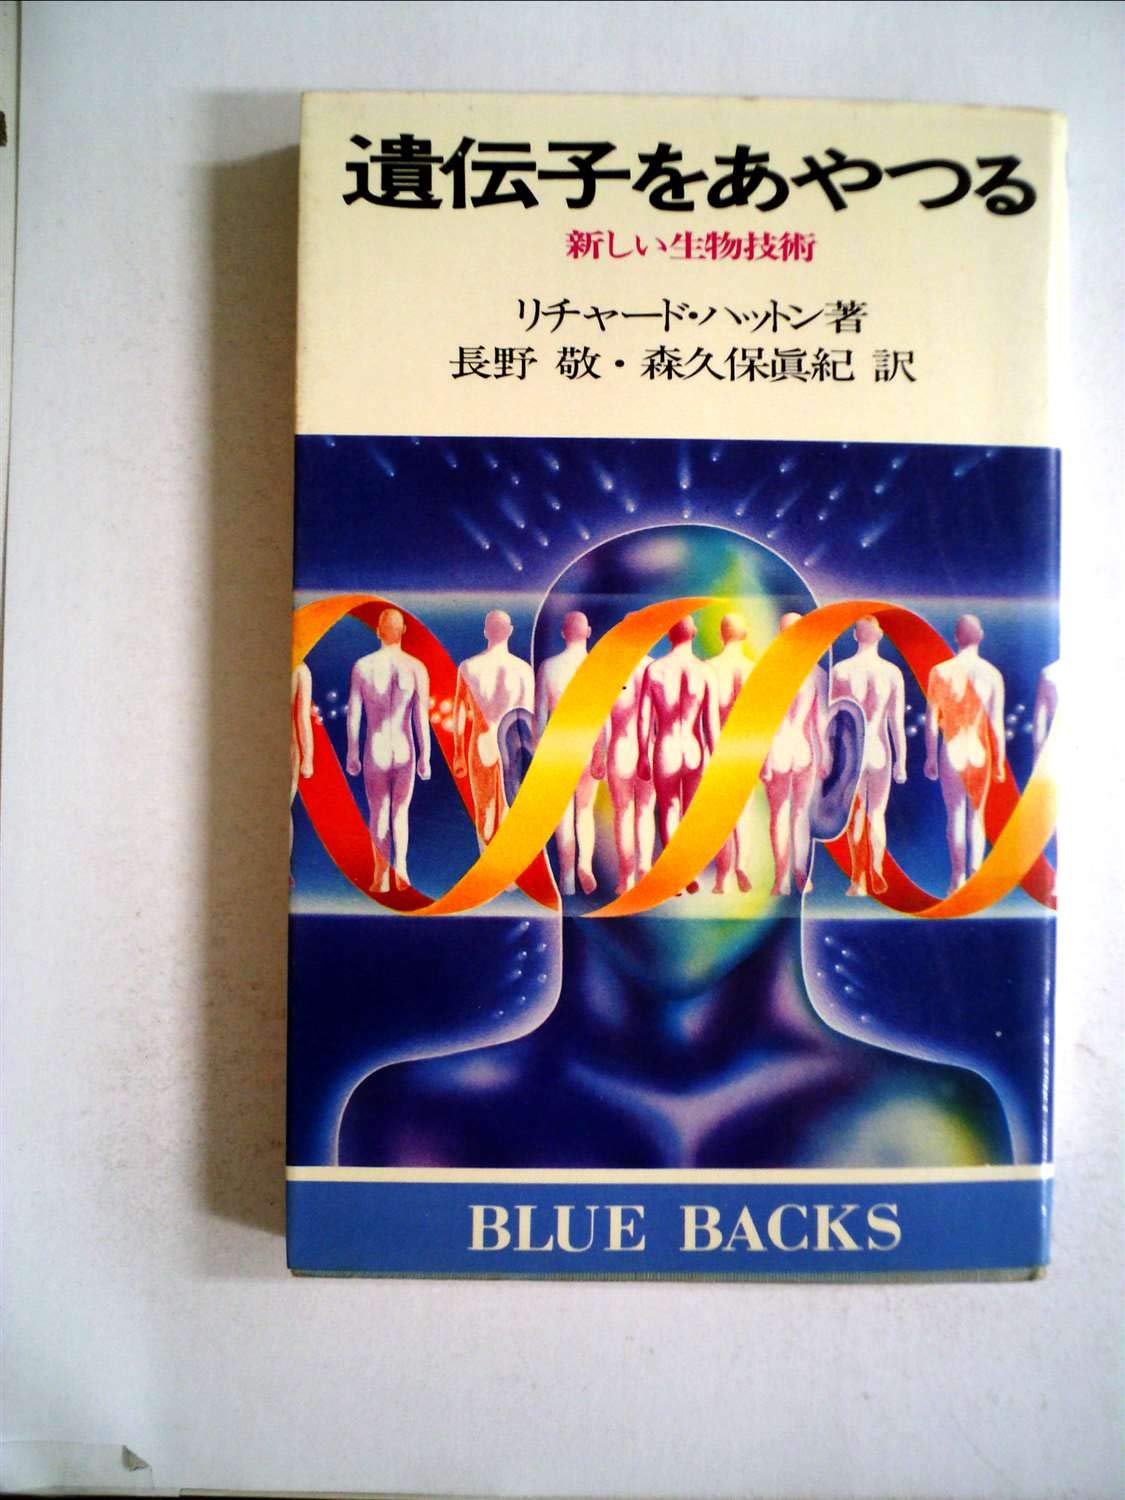 遺伝子をあやつる
新しい生物技術
リチャード・ハットン著
長野 敬・森久保眞紀 訳
BLUE BACKS